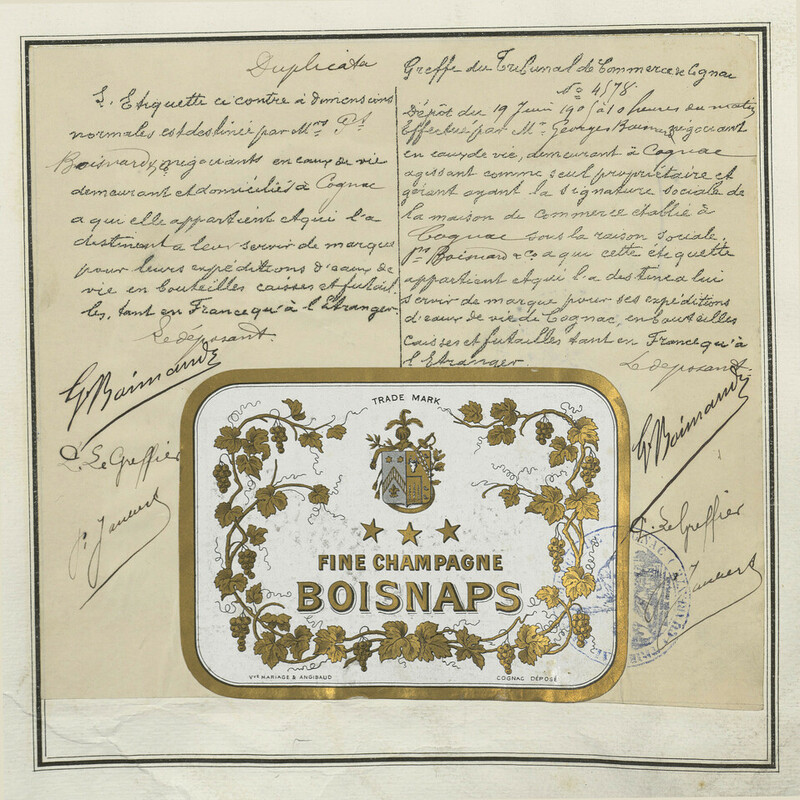 Duplicata
L'Etiquette ci contre à dimensions
normales est destinée par M.rs
négociants en eaux de vie
demeurant et domiciliés à Cognac
a qui elle appartient et qui l'a
destinent a leur servir de marque
pour leurs expéditions d'eaux de
vie en bouteilles caisses et futail
les, tant en France qu'à l'Etranger.
Le déposant.
P. Le Greffier
Greffe du Tribunal de Commerce de Cognac
No 4578
Dépôt du 19 Juin à 10 heures du matin
Effectué par Mr. Georges négociant
en eaux de vie, demeurant à Cognac
agissant comme seul propriétaire et
gérant ayant la signature sociale de
la maison de Commerce établie à
Cognac sous la raison sociale.
& Co a qui cette étiquette
appartient et qui l'a destinea lui
servir de marque pour ses expéditions
d'eaux de vie de Cognac, en bouteilles
caisses et futailles tant en France qu'à
l'Etranger.
Le déposant.
P. Le Greffier
TRADE MARK
FINE CHAMPAGNE
BOISNAPS
Vve MARIAGE & ANGIBAUD
COGNAC DÉPOSÉ